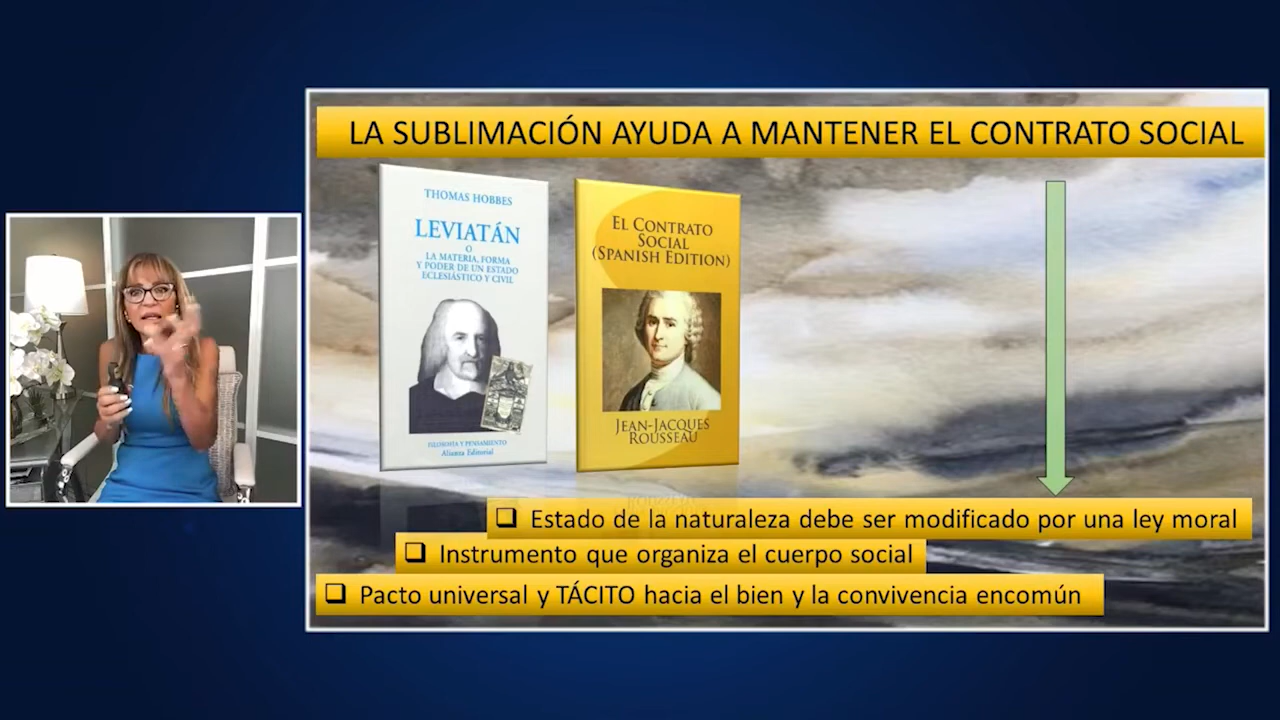 LA SUBLIMACIÓN AYUDA A MANTENER EL CONTRATO SOCIAL
THOMAS HOBBES
LEVIATÁN
O
LA MATERIA, FORMA
Y PODER DE UN ESTADO
ECLESIÁSTICO Y CIVIL
FILOSOFÍA Y PENSAMIENTO
Alianza Editorial
EL CONTRATO
SOCIAL
(SPANISH EDITION)
JEAN-JACQUES
ROUSSEAU
Estado de la naturaleza debe ser modificado por una ley moral
Instrumento que organiza el cuerpo social
Pacto universal y TÁCITO hacia el bien y la convivencia encomún